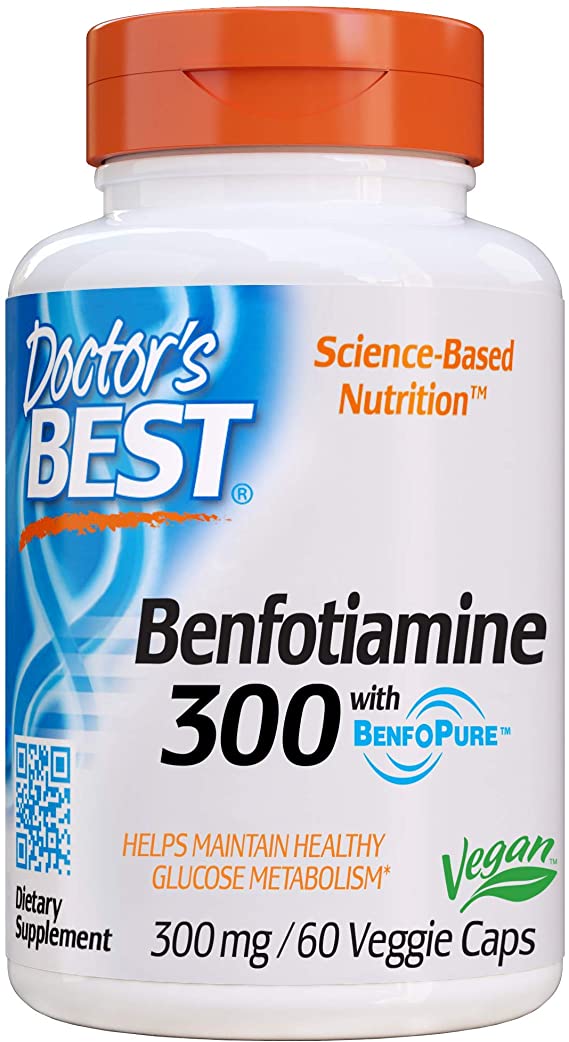 Doctor's
BEST®
Science-Based
Nutrition™
Benfotiamine
300 with
BENFOPURE™
HELPS MAINTAIN HEALTHY
GLUCOSE METABOLISM*
Vegan™
Dietary
Supplement
300 mg / 60 Veggie Caps